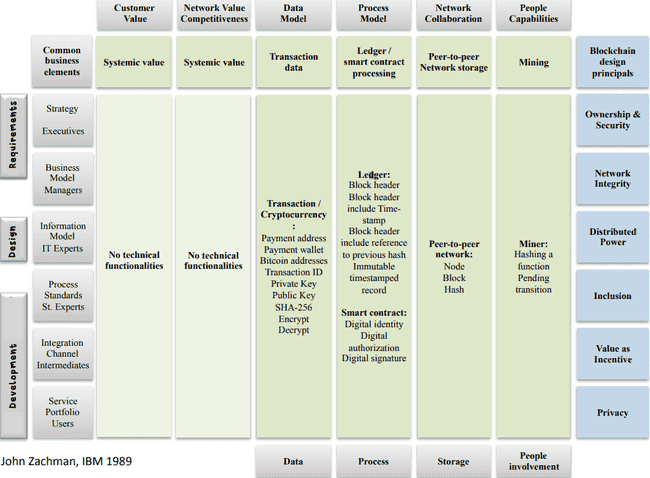 Customer
Value
Network Value
Competitiveness
Data
Model
Process
Model
Network
Collaboration
People
Capabilities
Common
business
elements
Systemic value
Systemic value
Transaction
data
Ledger /
smart contract
processing
Peer-to-peer
Network storage
Mining
Blockchain
design
principals
Requirements
Design
Development
Strategy
Executives
Business
Model
Managers
Information
Model
IT Experts
Process
Standards
St. Experts
Integration
Channel
Intermediates
Service
Portfolio
Users
No technical
functionalities
No technical
functionalities
Transaction /
Cryptocurrency
:
Payment address
Payment wallet
Bitcoin addresses
Transaction ID
Private Key
Public Key
SHA-256
Encrypt
Decrypt
Ledger:
Block header
Block header
include Time-
stamp
Block header
include reference
to previous hash
Immutable
timestamped
record
Smart contract:
Digital identity
Digital
authorization
Digital signature
Peer-to-peer
network:
Node
Block
Hash
Miner:
Hashing a
function
Pending
transition
Ownership &
Security
Network
Integrity
Distributed
Power
Inclusion
Value as
Incentive
Privacy
John Zachman, IBM 1989
Data
Process
Storage
People
involvement